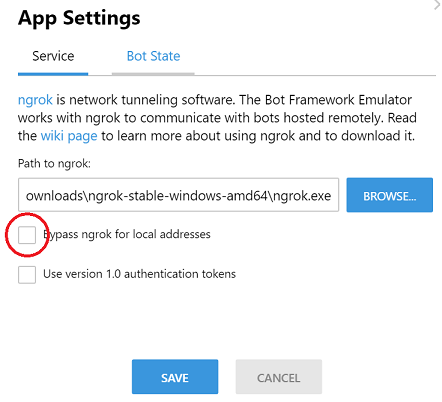 App Settings
Service
Bot State
ngrok is network tunneling software. The Bot Framework Emulator
works with ngrok to communicate with bots hosted remotely. Read
the wiki page to learn more about using ngrok and to download it.
Path to ngrok:
ownloads\ngrok-stable-windows-amd64\ngrok.exe
BROWSE...
Bypass ngrok for local addresses
Use version 1.0 authentication tokens
SAVE
CANCEL